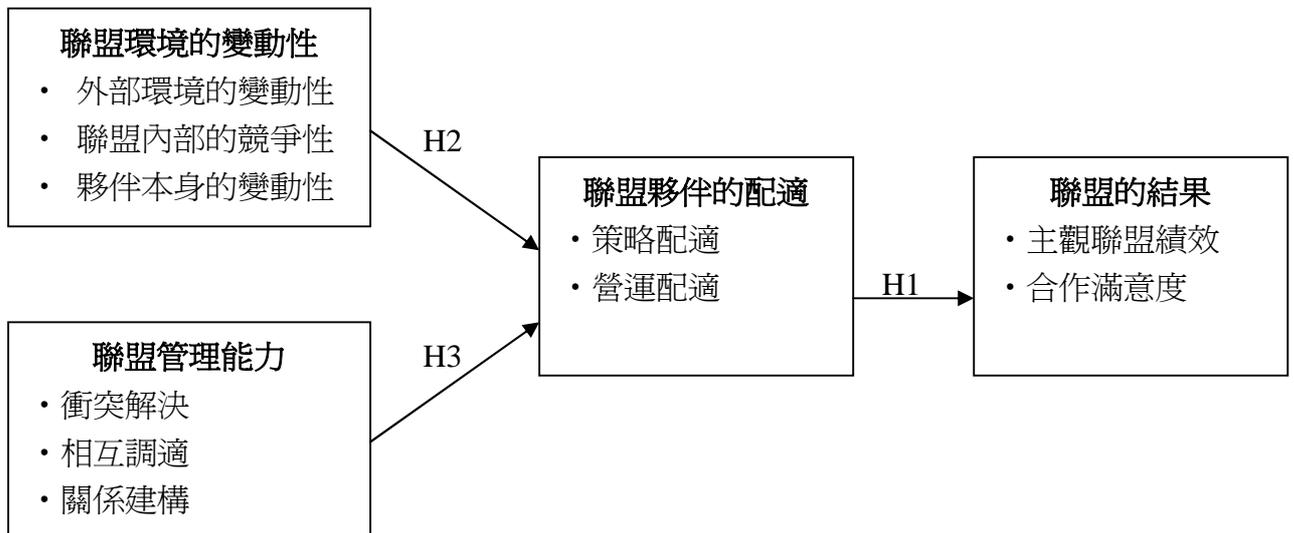 聯盟環境的變動性
・ 外部環境的變動性
・ 聯盟內部的競爭性
・ 夥伴本身的變動性
H2
聯盟管理能力
・衝突解決
・相互調適
・關係建構
H3
聯盟夥伴的配適
・策略配適
・營運配適
H1
聯盟的結果
・主觀聯盟績效
・合作滿意度